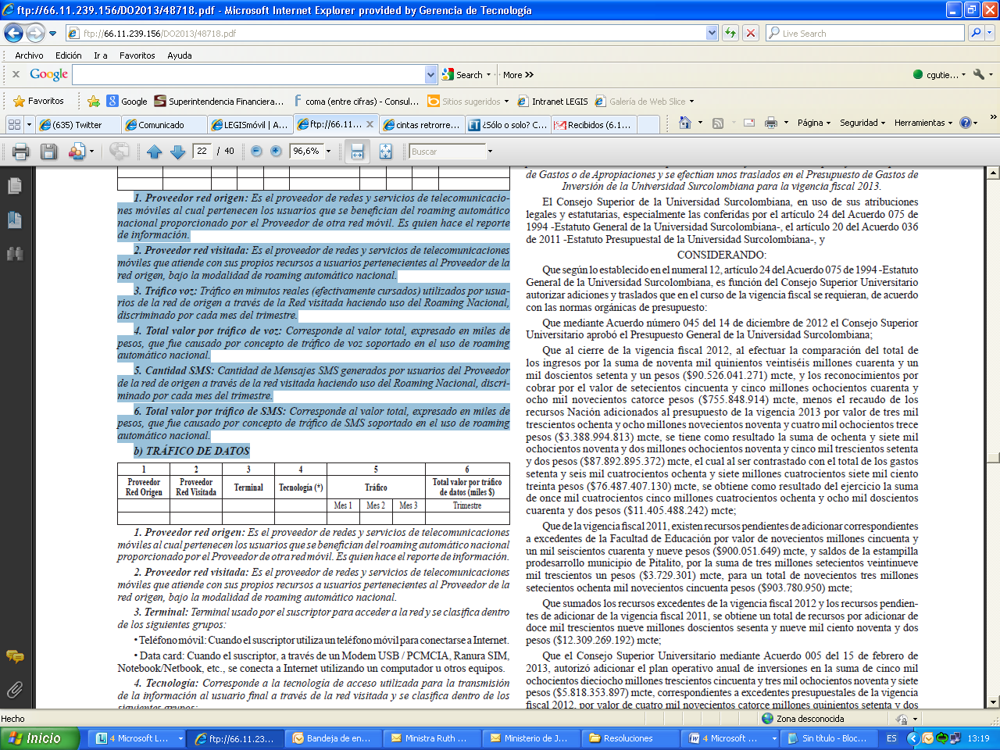 ftp://66.11.239.156/DO2013/48718.pdf - Microsoft Internet Explorer provided by Gerencia de Tecnología
ftp://66.11.239.156/DO2013/48718.pdf
Live Search
Archivo Edición Ir a Favoritos Ayuda
x Google Search More cgutie...
Favoritos Google Superintendencia Financiera... coma (entre cifras) - Consul... Sitios sugeridos Intranet LEGIS Galería de Web Slice
(635) Twitter Comunicado LEGISmóvil | A... ftp://66.11.... cintas retrorre... ¿Sólo o solo? C... Recibidos (6.1... Página Seguridad Herramientas
22 / 40 96,6% Buscar
1. Proveedor red origen: Es el proveedor de redes y servicios de telecomunicacio-
nes móviles al cual pertenecen los usuarios que se benefician del roaming automático
nacional proporcionado por el Proveedor de otra red móvil. Es quien hace el reporte
de información.
2. Proveedor red visitada: Es el proveedor de redes y servicios de telecomunicaciones
móviles que atiende con sus propios recursos a usuarios pertenecientes al Proveedor de la
red origen, bajo la modalidad de roaming automático nacional.
3. Tráfico voz: Tráfico en minutos reales (efectivamente cursados) utilizados por usua-
rios de la red de origen a través de la Red visitada haciendo uso del Roaming Nacional,
discriminado por cada mes del trimestre.
4. Total valor por tráfico de voz: Corresponde al valor total, expresado en miles de
pesos, que fue causado por concepto de tráfico de voz soportado en el uso de roaming
automático nacional.
5. Cantidad SMS: Cantidad de Mensajes SMS generados por usuarios del Proveedor
de la red de origen a través de la red visitada haciendo uso del Roaming Nacional, discri-
minado por cada mes del trimestre.
6. Total valor por tráfico de SMS: Corresponde al valor total, expresado en miles de
pesos, que fue causado por concepto de tráfico de SMS soportado en el uso de roaming
automático nacional.
b) TRÁFICO DE DATOS
1 2 3 4 5 6
Proveedor Red Origen Proveedor Red Visitada Terminal Tecnología (*) Tráfico Total valor por tráfico de datos (miles $)
Mes 1 Mes 2 Mes 3 Trimestre
1. Proveedor red origen: Es el proveedor de redes y servicios de telecomunicaciones
móviles al cual pertenecen los usuarios que se benefician del roaming automático nacional
proporcionado por el Proveedor de otra red móvil. Es quien hace el reporte de información.
2. Proveedor red visitada: Es el proveedor de redes y servicios de telecomunicaciones
móviles que atiende con sus propios recursos a usuarios pertenecientes al Proveedor de la
red origen, bajo la modalidad de roaming automático nacional.
3. Terminal: Terminal usado por el suscriptor para acceder a la red y se clasifica dentro
de los siguientes grupos:
• Teléfono móvil: Cuando el suscriptor utiliza un teléfono móvil para conectarse a Internet.
• Data card: Cuando el suscriptor, a través de un Modem USB / PCMCIA, Ranura SIM,
Notebook/Netbook, etc., se conecta a Internet utilizando un computador u otros equipos.
4. Tecnología: Corresponde a la tecnología de acceso utilizada para la transmisión
de la información al usuario final a través de la red visitada y se clasifica dentro de los
siguientes grupos:
de Gastos o de Apropiaciones y se efectúan unos traslados en el Presupuesto de Gastos de
Inversión de la Universidad Surcolombiana para la vigencia fiscal 2013.
El Consejo Superior de la Universidad Surcolombiana, en uso de sus atribuciones
legales y estatutarias, especialmente las conferidas por el artículo 24 del Acuerdo 075 de
1994 -Estatuto General de la Universidad Surcolombiana-, el artículo 20 del Acuerdo 036
de 2011 -Estatuto Presupuestal de la Universidad Surcolombiana-, y
CONSIDERANDO:
Que según lo establecido en el numeral 12, artículo 24 del Acuerdo 075 de 1994 -Estatuto
General de la Universidad Surcolombiana, es función del Consejo Superior Universitario
autorizar adiciones y traslados que en el curso de la vigencia fiscal se requieran, de acuerdo
con las normas orgánicas de presupuesto:
Que mediante Acuerdo número 045 del 14 de diciembre de 2012 el Consejo Superior
Universitario aprobó el Presupuesto General de la Universidad Surcolombiana;
Que al cierre de la vigencia fiscal 2012, al efectuar la comparación del total de
los ingresos por la suma de noventa mil quinientos veintiséis millones cuarenta y un
mil doscientos setenta y un pesos ($90.526.041.271) mcte, y los reconocimientos por
cobrar por el valor de setecientos cincuenta y cinco millones ochocientos cuarenta y
ocho mil novecientos catorce pesos ($755.848.914) mcte, menos el recaudo de los
recursos Nación adicionados al presupuesto de la vigencia 2013 por valor de tres mil
trescientos ochenta y ocho millones novecientos noventa y cuatro mil ochocientos trece
pesos ($3.388.994.813) mcte, se tiene como resultado la suma de ochenta y siete mil
ochocientos noventa y dos millones ochocientos noventa y cinco mil trescientos setenta
y dos pesos ($87.892.895.372) mcte, el cual al ser contrastado con el total de los gastos
setenta y seis mil cuatrocientos ochenta y siete millones cuatrocientos siete mil ciento
treinta pesos ($76.487.407.130) mcte, se obtiene como resultado del ejercicio la suma
de once mil cuatrocientos cinco millones cuatrocientos ochenta y ocho mil doscientos
cuarenta y dos pesos ($11.405.488.242) mcte;
Que de la vigencia fiscal 2011, existen recursos pendientes de adicionar correspondientes
a excedentes de la Facultad de Educación por valor de novecientos millones cincuenta y
un mil seiscientos cuarenta y nueve pesos ($900.051.649) mcte, y saldos de la estampilla
prodesarrollo municipio de Pitalito, por la suma de tres millones setecientos veintinueve
mil trescientos un pesos ($3.729.301) mcte, para un total de novecientos tres millones
setecientos ochenta mil novecientos cincuenta pesos ($903.780.950) mcte;
Que sumados los recursos excedentes de la vigencia fiscal 2012 y los recursos pendien-
tes de adicionar de la vigencia fiscal 2011, se obtiene un total de recursos por adicionar de
doce mil trescientos nueve millones doscientos sesenta y nueve mil ciento noventa y dos
pesos ($12.309.269.192) mcte;
Que el Consejo Superior Universitario mediante Acuerdo 005 del 15 de febrero de
2013, autorizó adicionar el plan operativo anual de inversiones en la suma de cinco mil
ochocientos dieciocho millones trescientos cincuenta y tres mil ochocientos noventa y siete
pesos ($5.818.353.897) mcte, correspondientes a excedentes presupuestales de la vigencia
fiscal 2012, por valor de cuatro mil novecientos catorce millones quinientos setenta y dos
Hecho Zona desconocida
Inicio 4 Microsoft L... ftp://66.11.23... Bandeja de en... Ministra Ruth ... Ministerio de J... Resoluciones 4 Microsoft ... Sin título - Bloc... ES 13:19